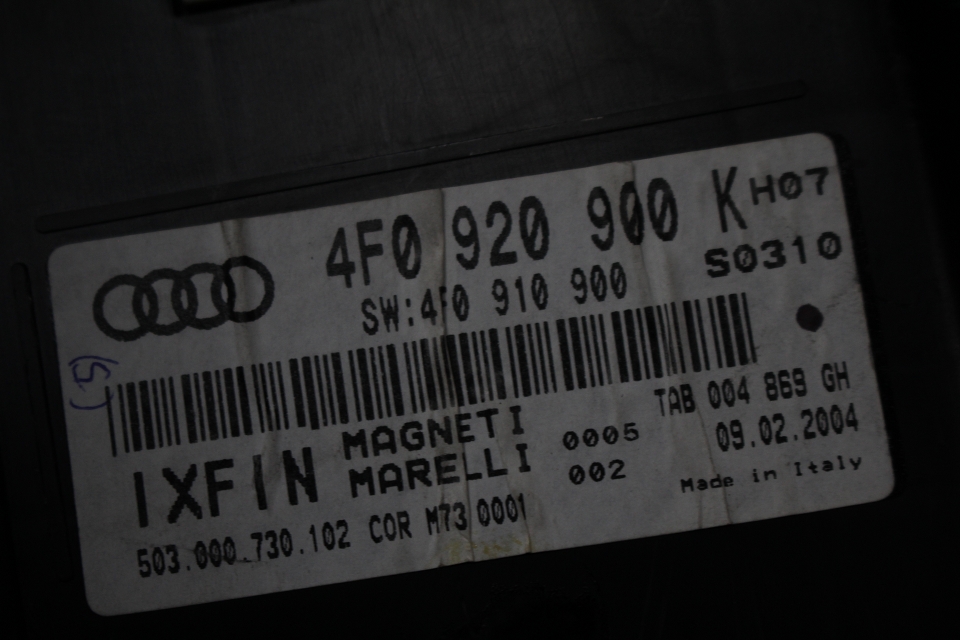 4F0 920 900 K H07
SW:4F0 910 900 S0310
TAB 004 869 GH
IXFIN MAGNETI MARELLI 0005 002
09.02.2004
Made in Italy
503.000.730.102 COR M73 0001